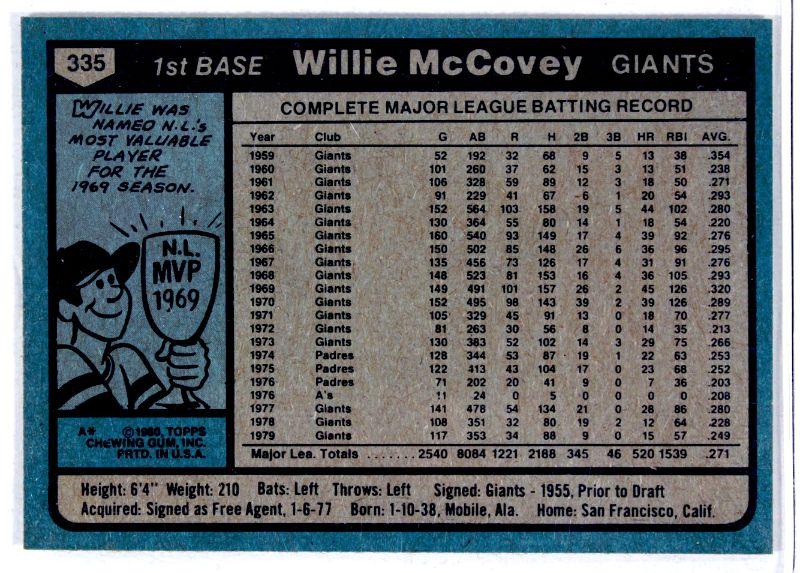 335 1st BASE Willie McCovey GIANTS
WILLIE WAS
NAMED N.L.'s
MOST VALUABLE
PLAYER
FOR THE
1969 SEASON.
N.L.
MVP
1969
A* ©1980, TOPPS
CHEWING GUM, INC.
PRTD. IN U.S.A.
COMPLETE MAJOR LEAGUE BATTING RECORD
Year Club G AB R H 2B 3B HR RBI AVG.
1959 Giants 52 192 32 68 9 5 13 38 .354
1960 Giants 101 260 37 62 15 3 13 51 .238
1961 Giants 106 328 59 89 12 3 18 50 .271
1962 Giants 91 229 41 67 6 1 20 54 .293
1963 Giants 152 564 103 158 19 5 44 102 .280
1964 Giants 130 364 55 80 14 1 18 54 .220
1965 Giants 160 540 93 149 17 4 39 92 .276
1966 Giants 150 502 85 148 26 6 36 96 .295
1967 Giants 135 456 73 126 17 4 31 91 .276
1968 Giants 148 523 81 153 16 4 36 105 .293
1969 Giants 149 491 101 157 26 2 45 126 .320
1970 Giants 152 495 98 143 39 2 39 126 .289
1971 Giants 105 329 45 91 13 0 18 70 .277
1972 Giants 81 263 30 56 8 0 14 35 .213
1973 Giants 130 383 52 102 14 3 29 75 .266
1974 Padres 128 344 53 87 19 1 22 63 .253
1975 Padres 122 413 43 104 17 0 23 68 .252
1976 Padres 71 202 20 41 9 0 7 36 .203
1976 A's 11 24 0 5 0 0 0 0 .208
1977 Giants 141 478 54 134 21 0 28 86 .280
1978 Giants 108 351 32 80 19 2 12 64 .228
1979 Giants 117 353 34 88 9 0 15 57 .249
Major Lea. Totals ....... 2540 8084 1221 2188 345 46 520 1539 .271
Height: 6'4" Weight: 210 Bats: Left Throws: Left Signed: Giants - 1955, Prior to Draft
Acquired: Signed as Free Agent, 1-6-77 Born: 1-10-38, Mobile, Ala. Home: San Francisco, Calif.